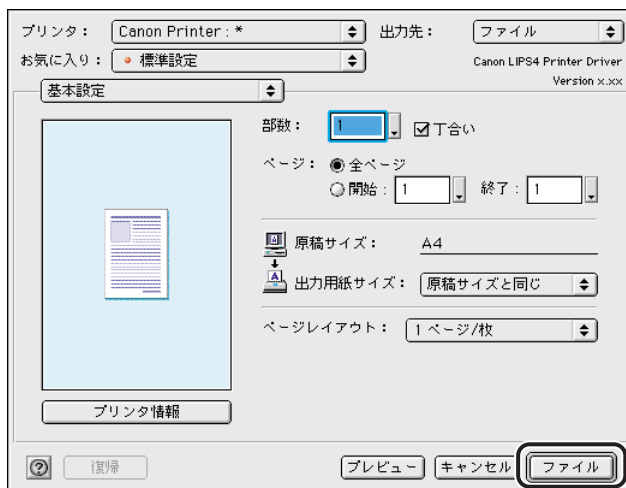 プリンタ： Canon Printer : * 出力先： ファイル
お気に入り： 標準設定 Canon LIPS4 Printer Driver
Version x.xx
基本設定
部数： 1 丁合い
ページ： 全ページ
開始： 1 終了： 1
原稿サイズ： A4
出力用紙サイズ： 原稿サイズと同じ
ページレイアウト： 1 ページ/枚
プリンタ情報
? 復帰 プレビュー キャンセル ファイル